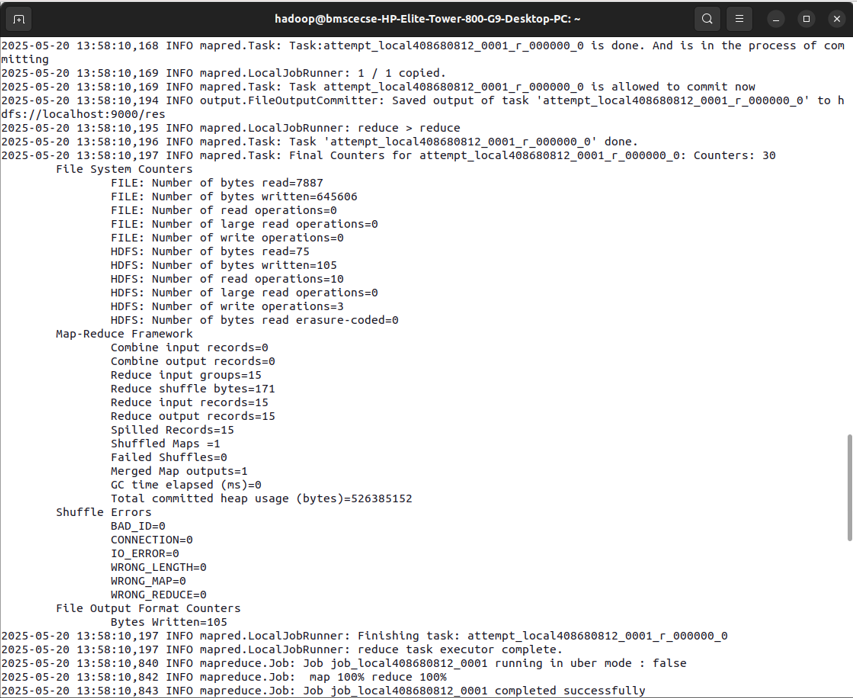 hadoop@bmscecse-HP-Elite-Tower-800-G9-Desktop-PC: ~
2025-05-20 13:58:10,168 INFO mapred.Task: Task:attempt_local408680812_0001_r_000000_0 is done. And is in the process of com
mitting
2025-05-20 13:58:10,169 INFO mapred.LocalJobRunner: 1 / 1 copied.
2025-05-20 13:58:10,169 INFO mapred.Task: Task attempt_local408680812_0001_r_000000_0 is allowed to commit now
2025-05-20 13:58:10,194 INFO output.FileOutputCommitter: Saved output of task 'attempt_local408680812_0001_r_000000_0' to h
dfs://localhost:9000/res
2025-05-20 13:58:10,195 INFO mapred.LocalJobRunner: reduce > reduce
2025-05-20 13:58:10,196 INFO mapred.Task: Task 'attempt_local408680812_0001_r_000000_0' done.
2025-05-20 13:58:10,197 INFO mapred.Task: Final Counters for attempt_local408680812_0001_r_000000_0: Counters: 30
File System Counters
FILE: Number of bytes read=7887
FILE: Number of bytes written=645606
FILE: Number of read operations=0
FILE: Number of large read operations=0
FILE: Number of write operations=0
HDFS: Number of bytes read=75
HDFS: Number of bytes written=105
HDFS: Number of read operations=10
HDFS: Number of large read operations=0
HDFS: Number of write operations=3
HDFS: Number of bytes read erasure-coded=0
Map-Reduce Framework
Combine input records=0
Combine output records=0
Reduce input groups=15
Reduce shuffle bytes=171
Reduce input records=15
Reduce output records=15
Spilled Records=15
Shuffled Maps =1
Failed Shuffles=0
Merged Map outputs=1
GC time elapsed (ms)=0
Total committed heap usage (bytes)=526385152
Shuffle Errors
BAD_ID=0
CONNECTION=0
IO_ERROR=0
WRONG_LENGTH=0
WRONG_MAP=0
WRONG_REDUCE=0
File Output Format Counters
Bytes Written=105
2025-05-20 13:58:10,197 INFO mapred.LocalJobRunner: Finishing task: attempt_local408680812_0001_r_000000_0
2025-05-20 13:58:10,197 INFO mapred.LocalJobRunner: reduce task executor complete.
2025-05-20 13:58:10,840 INFO mapreduce.Job: Job job_local408680812_0001 running in uber mode : false
2025-05-20 13:58:10,842 INFO mapreduce.Job:  map 100% reduce 100%
2025-05-20 13:58:10,843 INFO mapreduce.Job: Job job_local408680812_0001 completed successfully